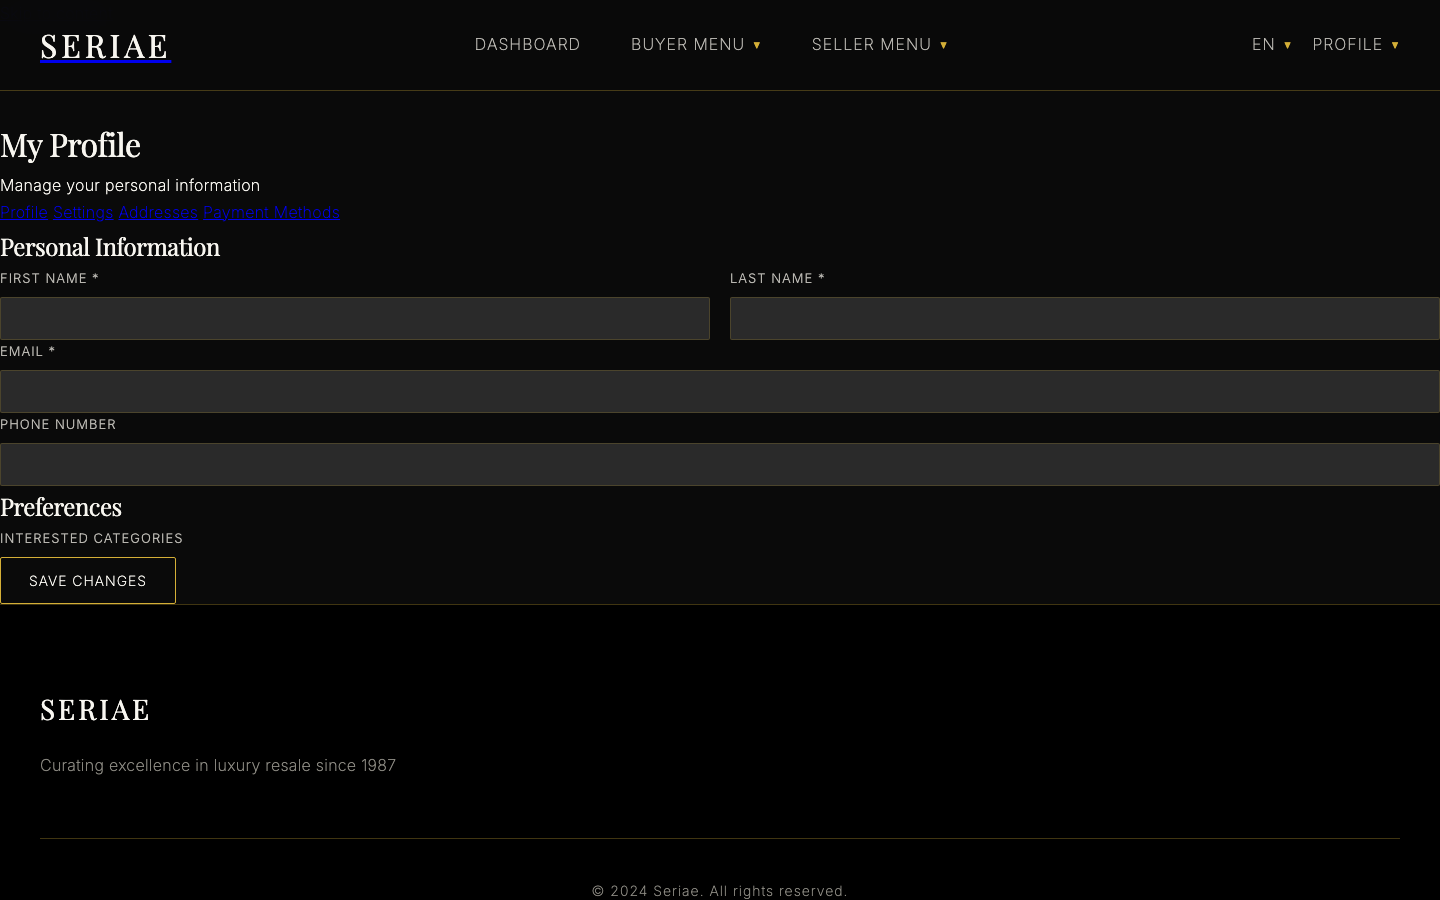 SERIAE
DASHBOARD BUYER MENU ▼ SELLER MENU ▼ EN ▼ PROFILE ▼
My Profile
Manage your personal information
Profile Settings Addresses Payment Methods
Personal Information
FIRST NAME * LAST NAME *
EMAIL *
PHONE NUMBER
Preferences
INTERESTED CATEGORIES
SAVE CHANGES
SERIAE
Curating excellence in luxury resale since 1987
© 2024 Seriae. All rights reserved.